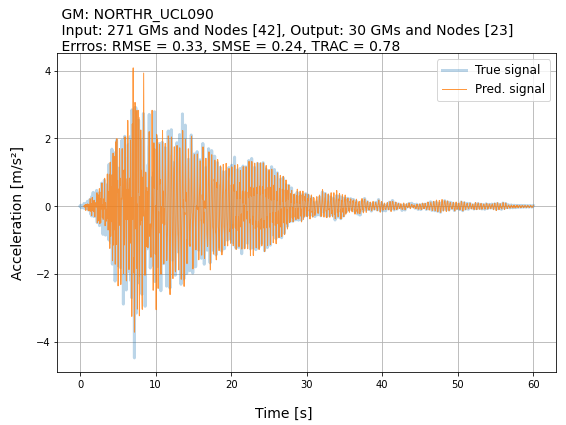 GM: NORTHR_UCL090
Input: 271 GMs and Nodes [42], Output: 30 GMs and Nodes [23]
Errros: RMSE = 0.33, SMSE = 0.24, TRAC = 0.78
True signal
Pred. signal
Acceleration [m/s²]
4
2
0
−2
−4
0 10 20 30 40 50 60
Time [s]